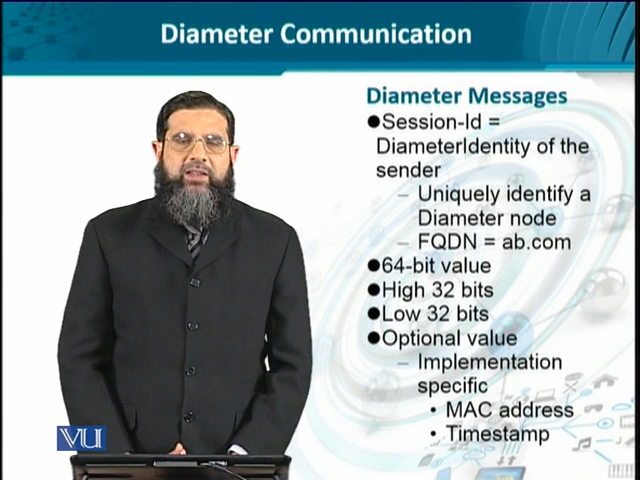 Diameter Communication
Diameter Messages
●Session-Id =
DiameterIdentity of the
sender
– Uniquely identify a
Diameter node
– FQDN = ab.com
●64-bit value
●High 32 bits
●Low 32 bits
●Optional value
– Implementation
specific
• MAC address
• Timestamp
VU